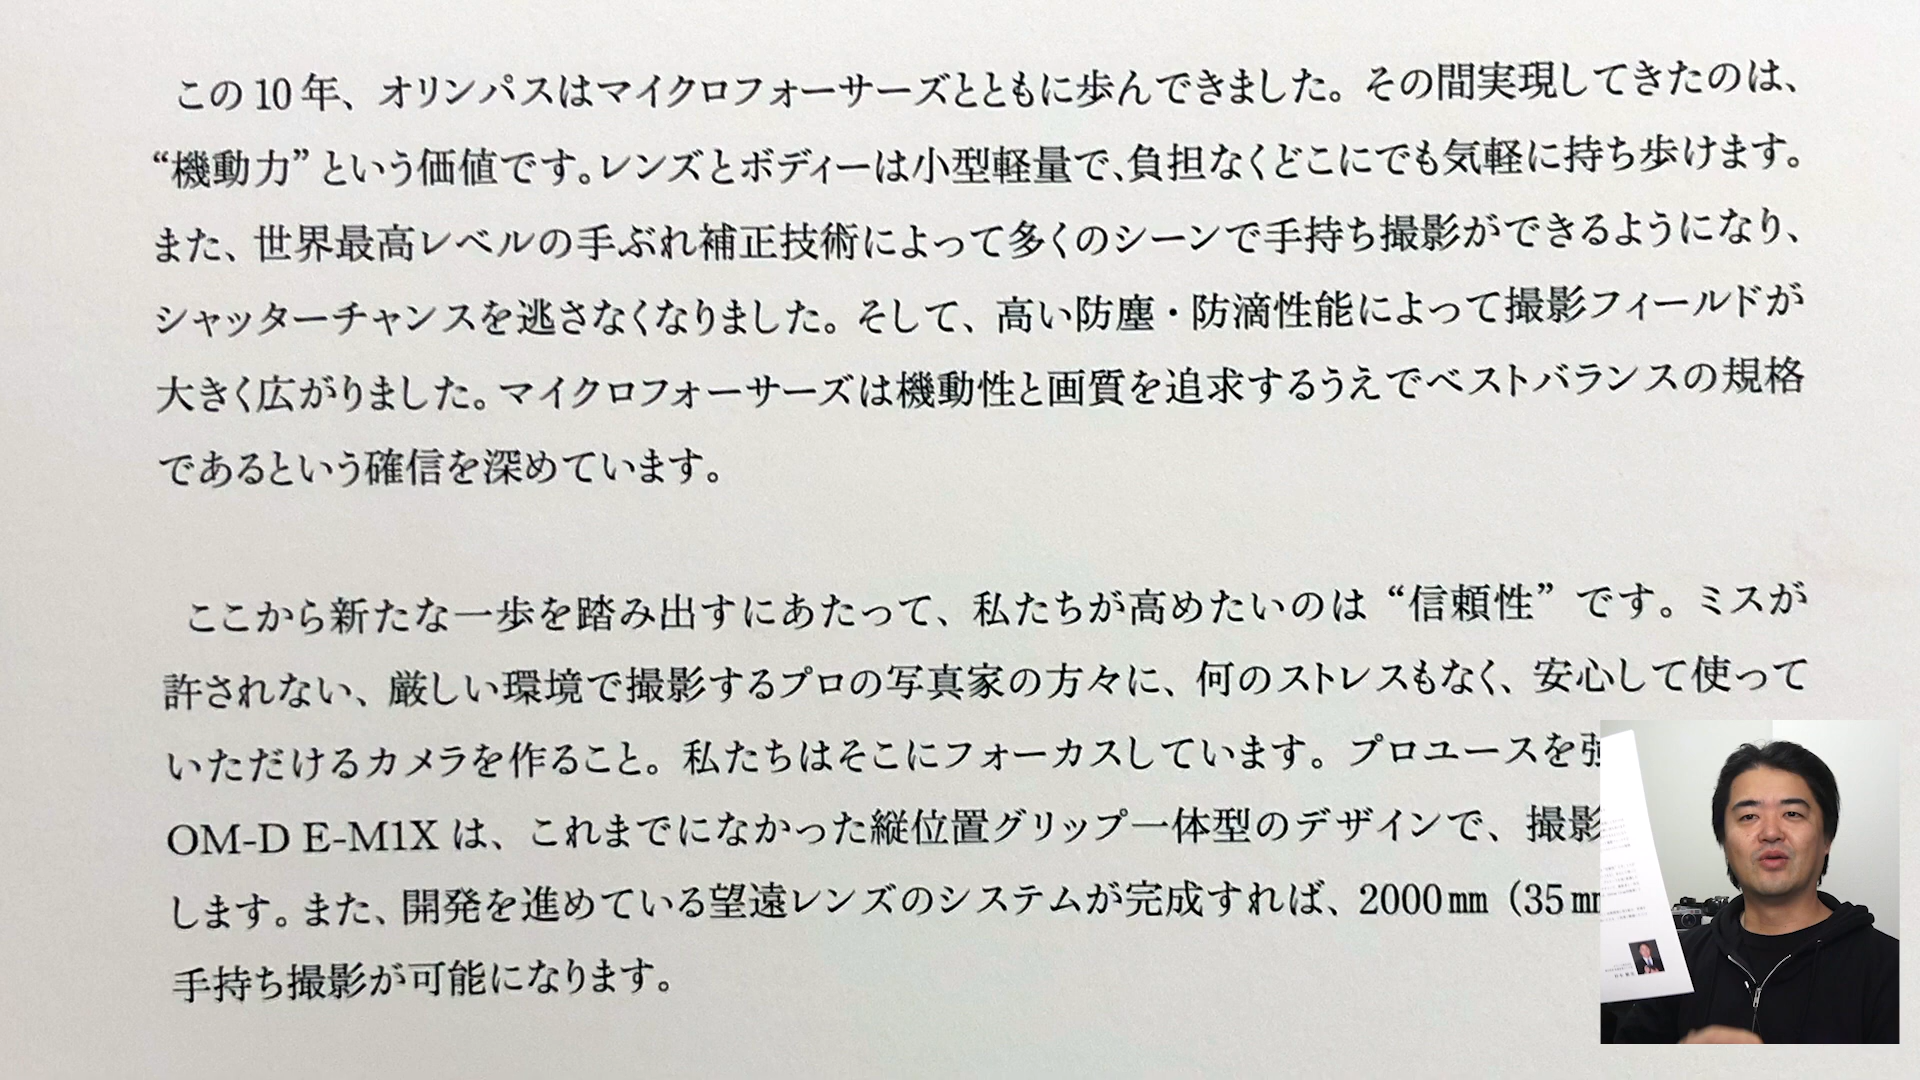 この10年、オリンパスはマイクロフォーサーズとともに歩んできました。その間実現してきたのは、
“機動力”という価値です。レンズとボディーは小型軽量で、負担なくどこにでも気軽に持ち歩けます。
また、世界最高レベルの手ぶれ補正技術によって多くのシーンで手持ち撮影ができるようになり、
シャッターチャンスを逃さなくなりました。そして、高い防塵・防滴性能によって撮影フィールドが
大きく広がりました。マイクロフォーサーズは機動性と画質を追求するうえでベストバランスの規格
であるという確信を深めています。
ここから新たな一歩を踏み出すにあたって、私たちが高めたいのは“信頼性”です。ミスが
許されない、厳しい環境で撮影するプロの写真家の方々に、何のストレスもなく、安心して使って
いただけるカメラを作ること。私たちはそこにフォーカスしています。プロユースを
OM-D E-M1Xは、これまでになかった縦位置グリップ一体型のデザインで、撮影
します。また、開発を進めている望遠レンズのシステムが完成すれば、2000㎜（35
手持ち撮影が可能になります。